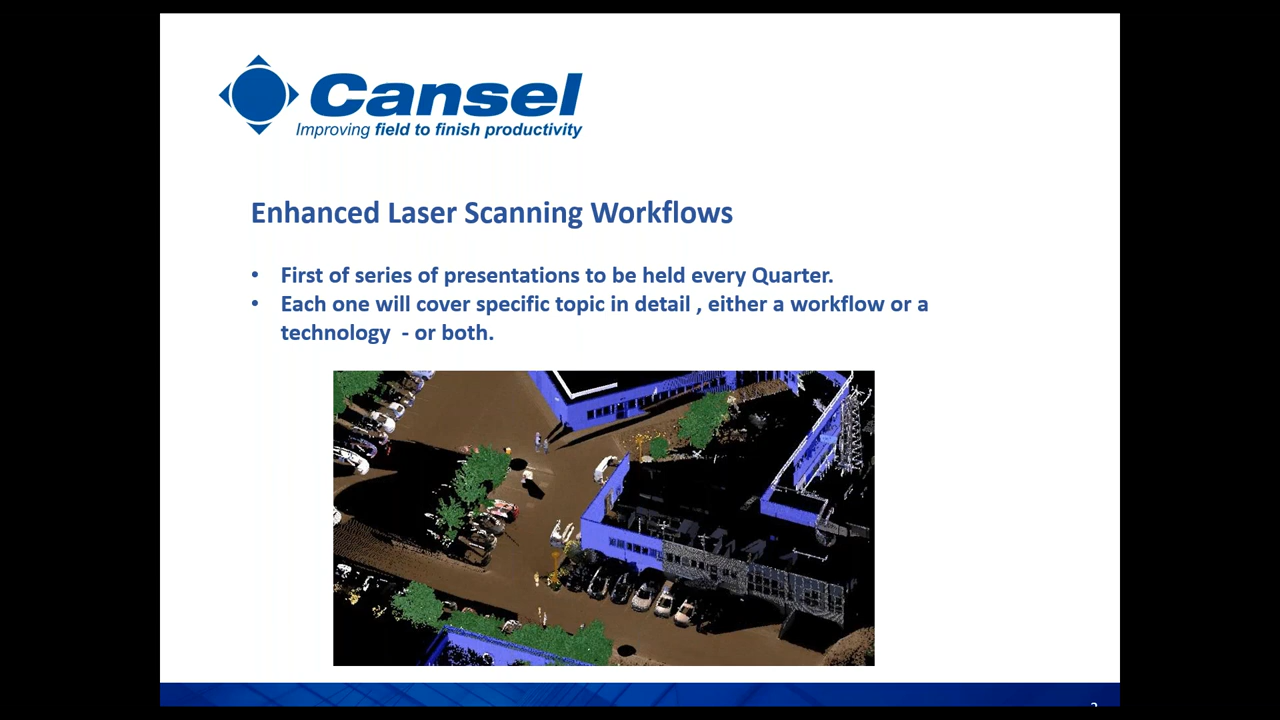 Cansel
Improving field to finish productivity
Enhanced Laser Scanning Workflows
• First of series of presentations to be held every Quarter.
• Each one will cover specific topic in detail , either a workflow or a
technology - or both.